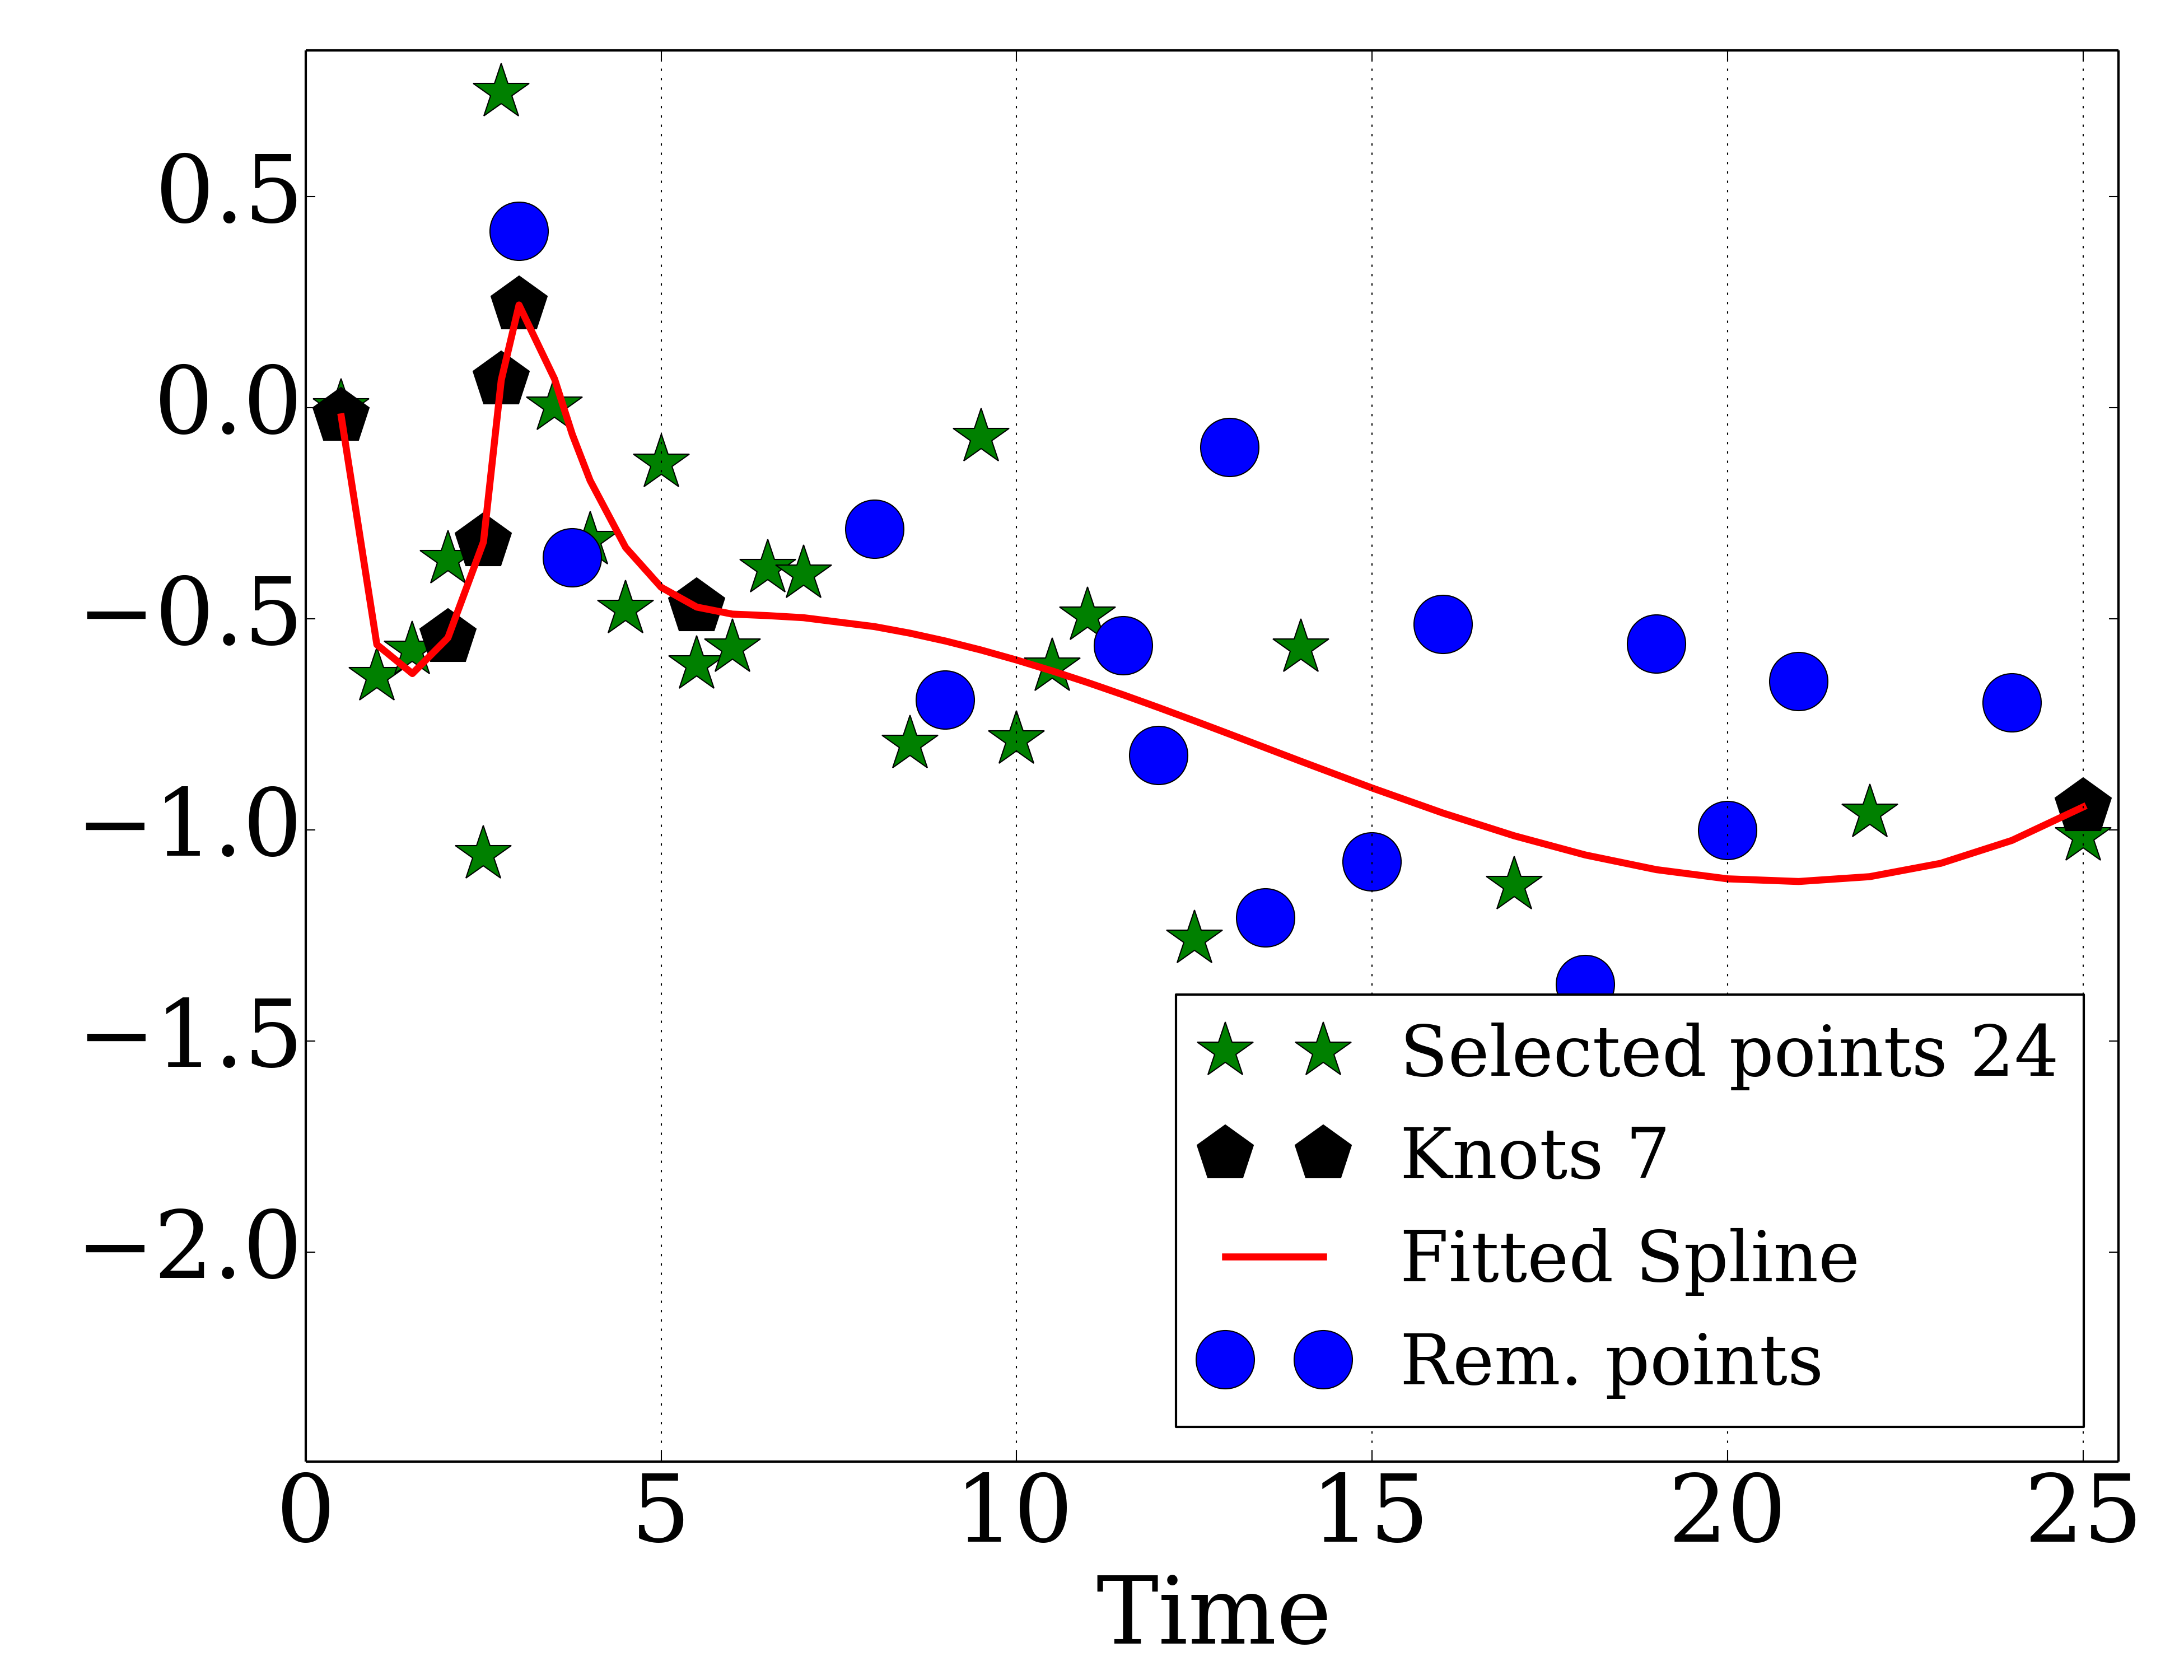 0.5
0.0
−0.5
−1.0
−1.5
−2.0
Selected points 24
Knots 7
Fitted Spline
Rem. points
0 5 10 15 20 25
Time